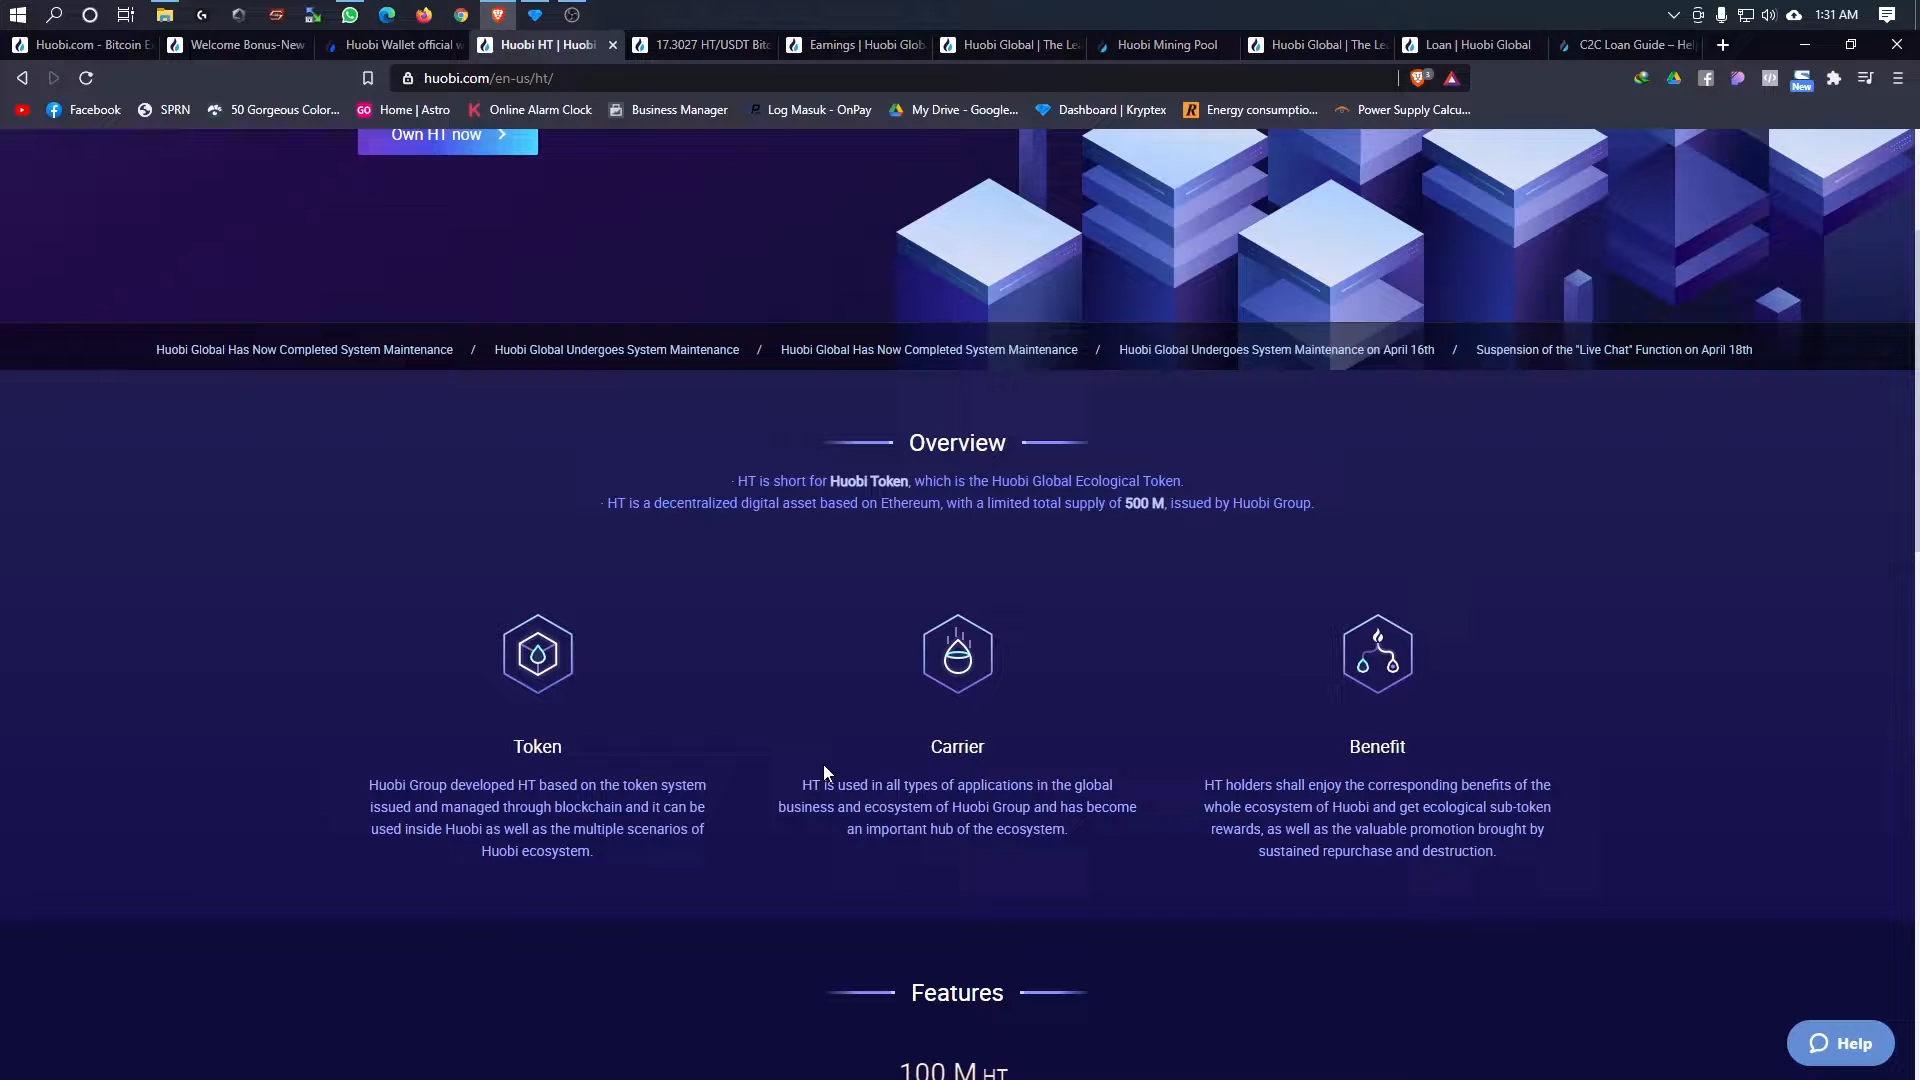 1:31 AM
Huobi.com - Bitcoin E
Welcome Bonus-New
Huobi Wallet official w
Huobi HT | Huobi
17.3027 HT/USDT Bitc
Earnings | Huobi Glob
Huobi Global | The Le
Huobi Mining Pool
Huobi Global | The Le
Loan | Huobi Global
C2C Loan Guide – Hel
huobi.com/en-us/ht/
3
New
Facebook
SPRN
50 Gorgeous Color...
GO
Home | Astro
Online Alarm Clock
Business Manager
Log Masuk - OnPay
My Drive - Google...
Dashboard | Kryptex
Energy consumptio...
Power Supply Calcu...
Own HT now
Huobi Global Has Now Completed System Maintenance / Huobi Global Undergoes System Maintenance / Huobi Global Has Now Completed System Maintenance / Huobi Global Undergoes System Maintenance on April 16th / Suspension of the "Live Chat" Function on April 18th
Overview
· HT is short for Huobi Token, which is the Huobi Global Ecological Token.
· HT is a decentralized digital asset based on Ethereum, with a limited total supply of 500 M, issued by Huobi Group.
Token
Huobi Group developed HT based on the token system
issued and managed through blockchain and it can be
used inside Huobi as well as the multiple scenarios of
Huobi ecosystem.
Carrier
HT is used in all types of applications in the global
business and ecosystem of Huobi Group and has become
an important hub of the ecosystem.
Benefit
HT holders shall enjoy the corresponding benefits of the
whole ecosystem of Huobi and get ecological sub-token
rewards, as well as the valuable promotion brought by
sustained repurchase and destruction.
Features
100 M HT
Help